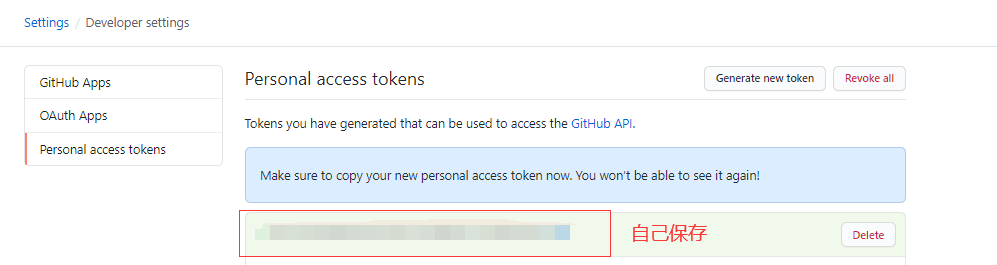 Settings / Developer settings
GitHub Apps
OAuth Apps
Personal access tokens
Personal access tokens
Generate new token
Revoke all
Tokens you have generated that can be used to access the GitHub API.
Make sure to copy your new personal access token now. You won't be able to see it again!
自己保存
Delete